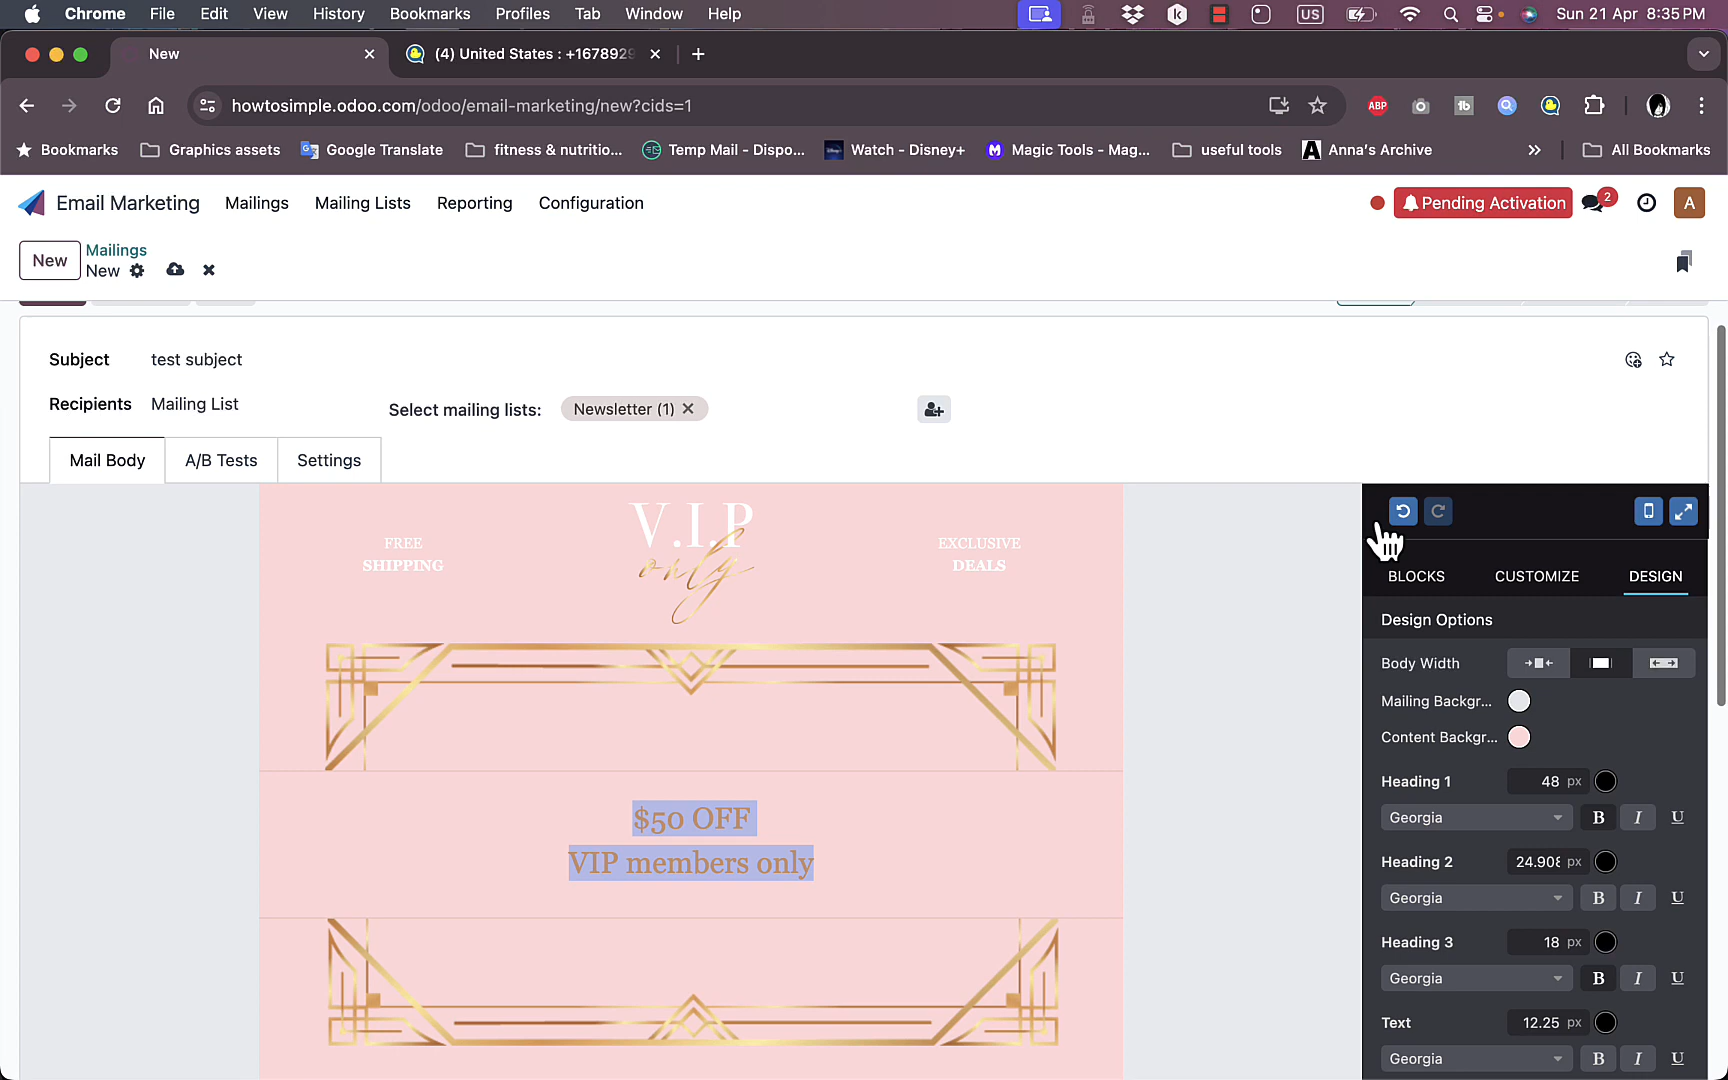 Chrome File Edit View History Bookmarks Profiles Tab Window Help
US Sun 21 Apr 8:35 PM
New
(4) United States : +1678929
howtosimple.odoo.com/odoo/email-marketing/new?cids=1
ABP
tb
Bookmarks
Graphics assets
Google Translate
fitness & nutritio...
Temp Mail - Dispo...
Watch - Disney+
Magic Tools - Mag...
useful tools
Anna's Archive
All Bookmarks
Email Marketing
Mailings
Mailing Lists
Reporting
Configuration
Pending Activation
2
A
New
Mailings
New
Subject test subject
Recipients Mailing List
Select mailing lists: Newsletter (1)
Mail Body
A/B Tests
Settings
FREE
SHIPPING
V.I.P
only
EXCLUSIVE
DEALS
$50 OFF
VIP members only
BLOCKS
CUSTOMIZE
DESIGN
Design Options
Body Width
Mailing Backgr...
Content Backgr...
Heading 1 48 px
Georgia B I U
Heading 2 24.908 px
Georgia B I U
Heading 3 18 px
Georgia B I U
Text 12.25 px
Georgia B I U